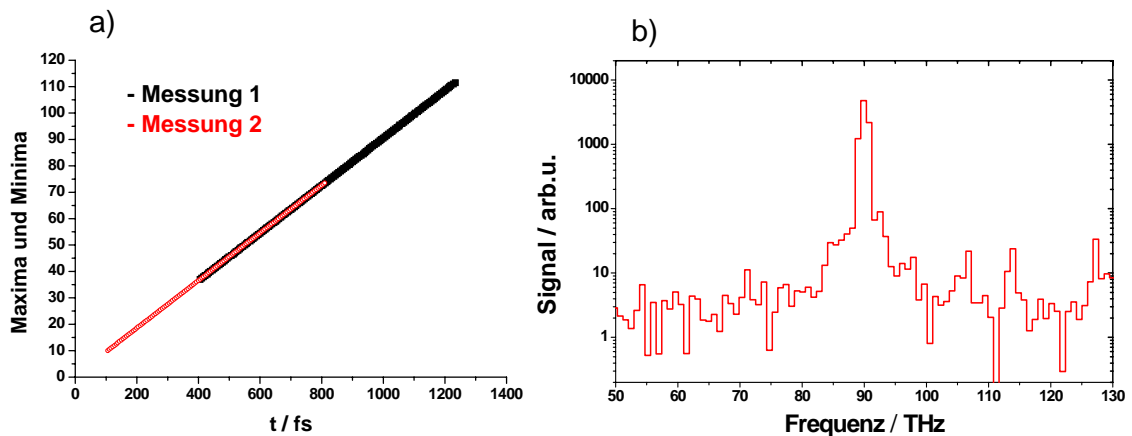 a)
Maxima und Minima
120
110
100
90
80
70
60
50
40
30
20
10
0
- Messung 1
- Messung 2
0 200 400 600 800 1000 1200 1400
t / fs
b)
Signal / arb.u.
10000
1000
100
10
1
50 60 70 80 90 100 110 120 130
Frequenz / THz